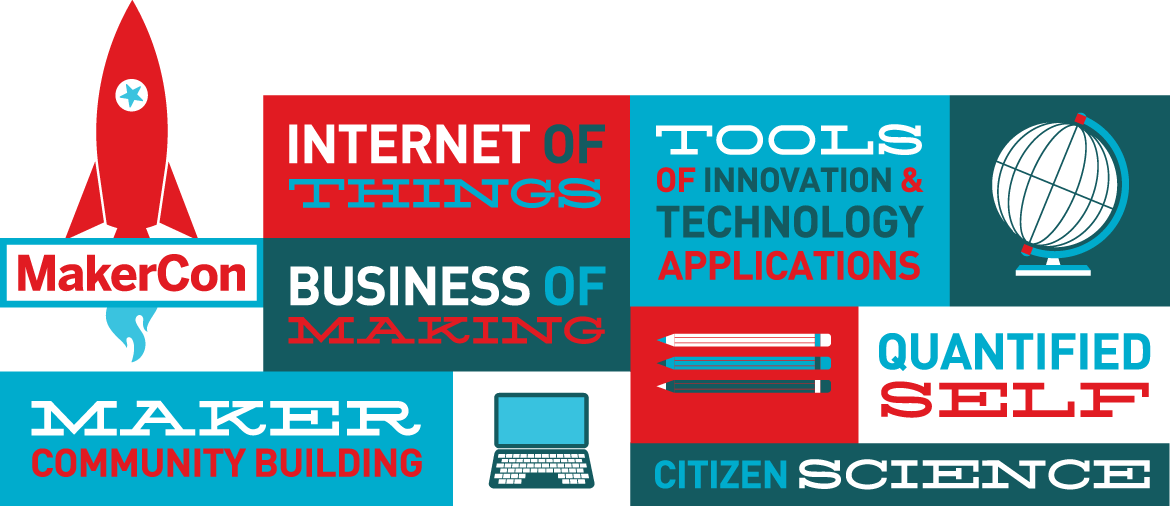 MakerCon
INTERNET OF
THINGS
BUSINESS OF
MAKING
MAKER
COMMUNITY BUILDING
TOOLS
OF INNOVATION &
TECHNOLOGY
APPLICATIONS
QUANTIFIED
SELF
CITIZEN SCIENCE